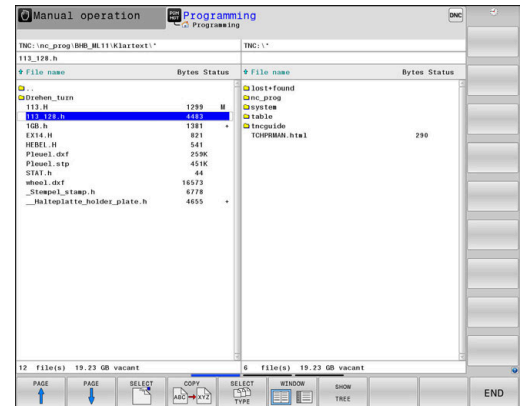 Manual operation
PGM MGT
Programming
Programming
DNC
TNC:\nc_prog\BHB_ML11\Klartext\*
TNC:\*
113_128.h
File name Bytes Status
File name Bytes Status
..
Drehen_turn
113.H 1299 M
113_128.h 4483
1GB.h 1381 +
EX14.H 821
HEBEL.H 541
Pleuel.dxf 259K
Pleuel.stp 451K
STAT.h 44
wheel.dxf 16573
_Stempel_stamp.h 6778
__Halteplatte_holder_plate.h 4655 +
lost+found
nc_prog
system
table
tncguide
TCHPRMAN.html 290
12 file(s) 19.23 GB vacant
6 file(s) 19.23 GB vacant
PAGE
PAGE
SELECT
COPY
ABC XYZ
SELECT
TYPE
WINDOW
SHOW
TREE
END